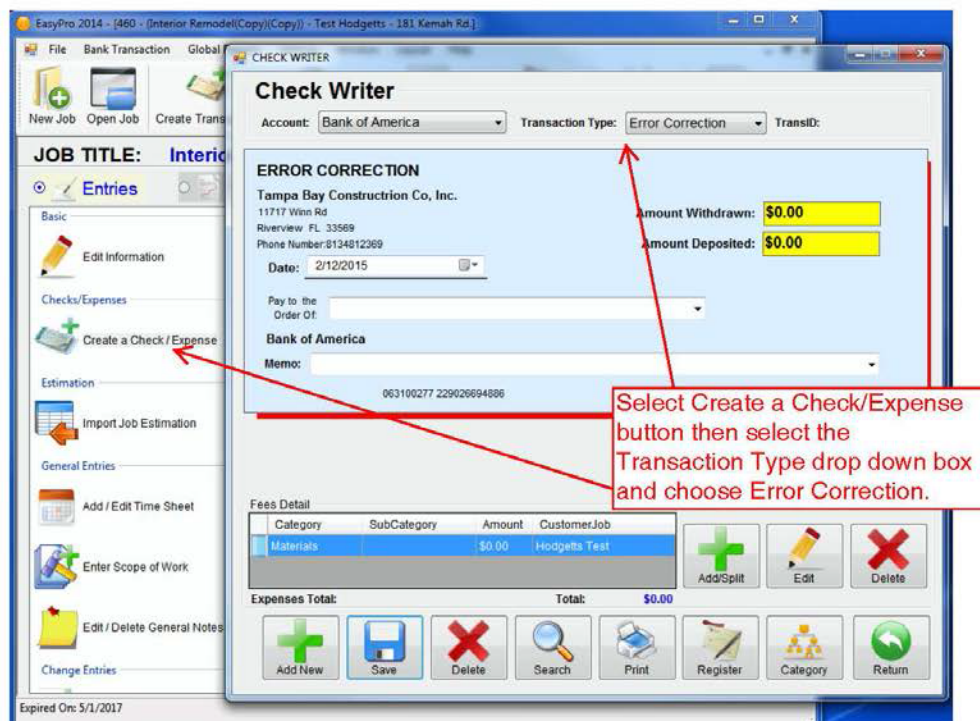 EasyPro 2014 - [460 - (Interior Remodel(Copy)(Copy)) - Test Hodgetts - 181 Kemah Rd.]
File Bank Transaction Global
New Job Open Job Create Trans
JOB TITLE: Interio
Entries
Basic
Edit Information
Checks/Expenses
Create a Check / Expense
Estimation
Import Job Estimation
General Entries
Add / Edit Time Sheet
Enter Scope of Work
Edit / Delete General Notes
Change Entries
Expired On: 5/1/2017
CHECK WRITER
Check Writer
Account: Bank of America Transaction Type: Error Correction TransID:
ERROR CORRECTION
Tampa Bay Constructrion Co, Inc.
11717 Winn Rd
Riverview FL 33569
Phone Number:8134812369
Amount Withdrawn: $0.00
Amount Deposited: $0.00
Date: 2/12/2015
Pay to the
Order Of:
Bank of America
Memo:
063100277 229026694886
Select Create a Check/Expense
button then select the
Transaction Type drop down box
and choose Error Correction.
Fees Detail
Category SubCategory Amount CustomerJob
Materials $0.00 Hodgetts Test
Add/Split Edit Delete
Expenses Total: Total: $0.00
Add New Save Delete Search Print Register Category Return